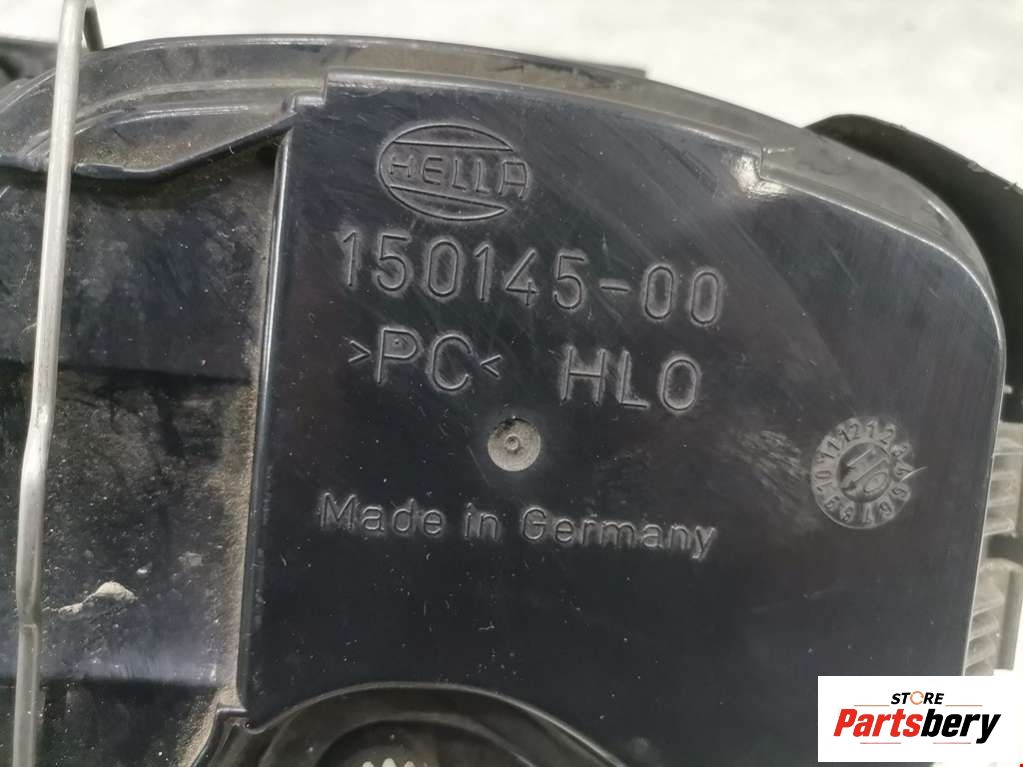 HELLA
150145-00
>PC< HLO
Made in Germany
STORE
Partsbery